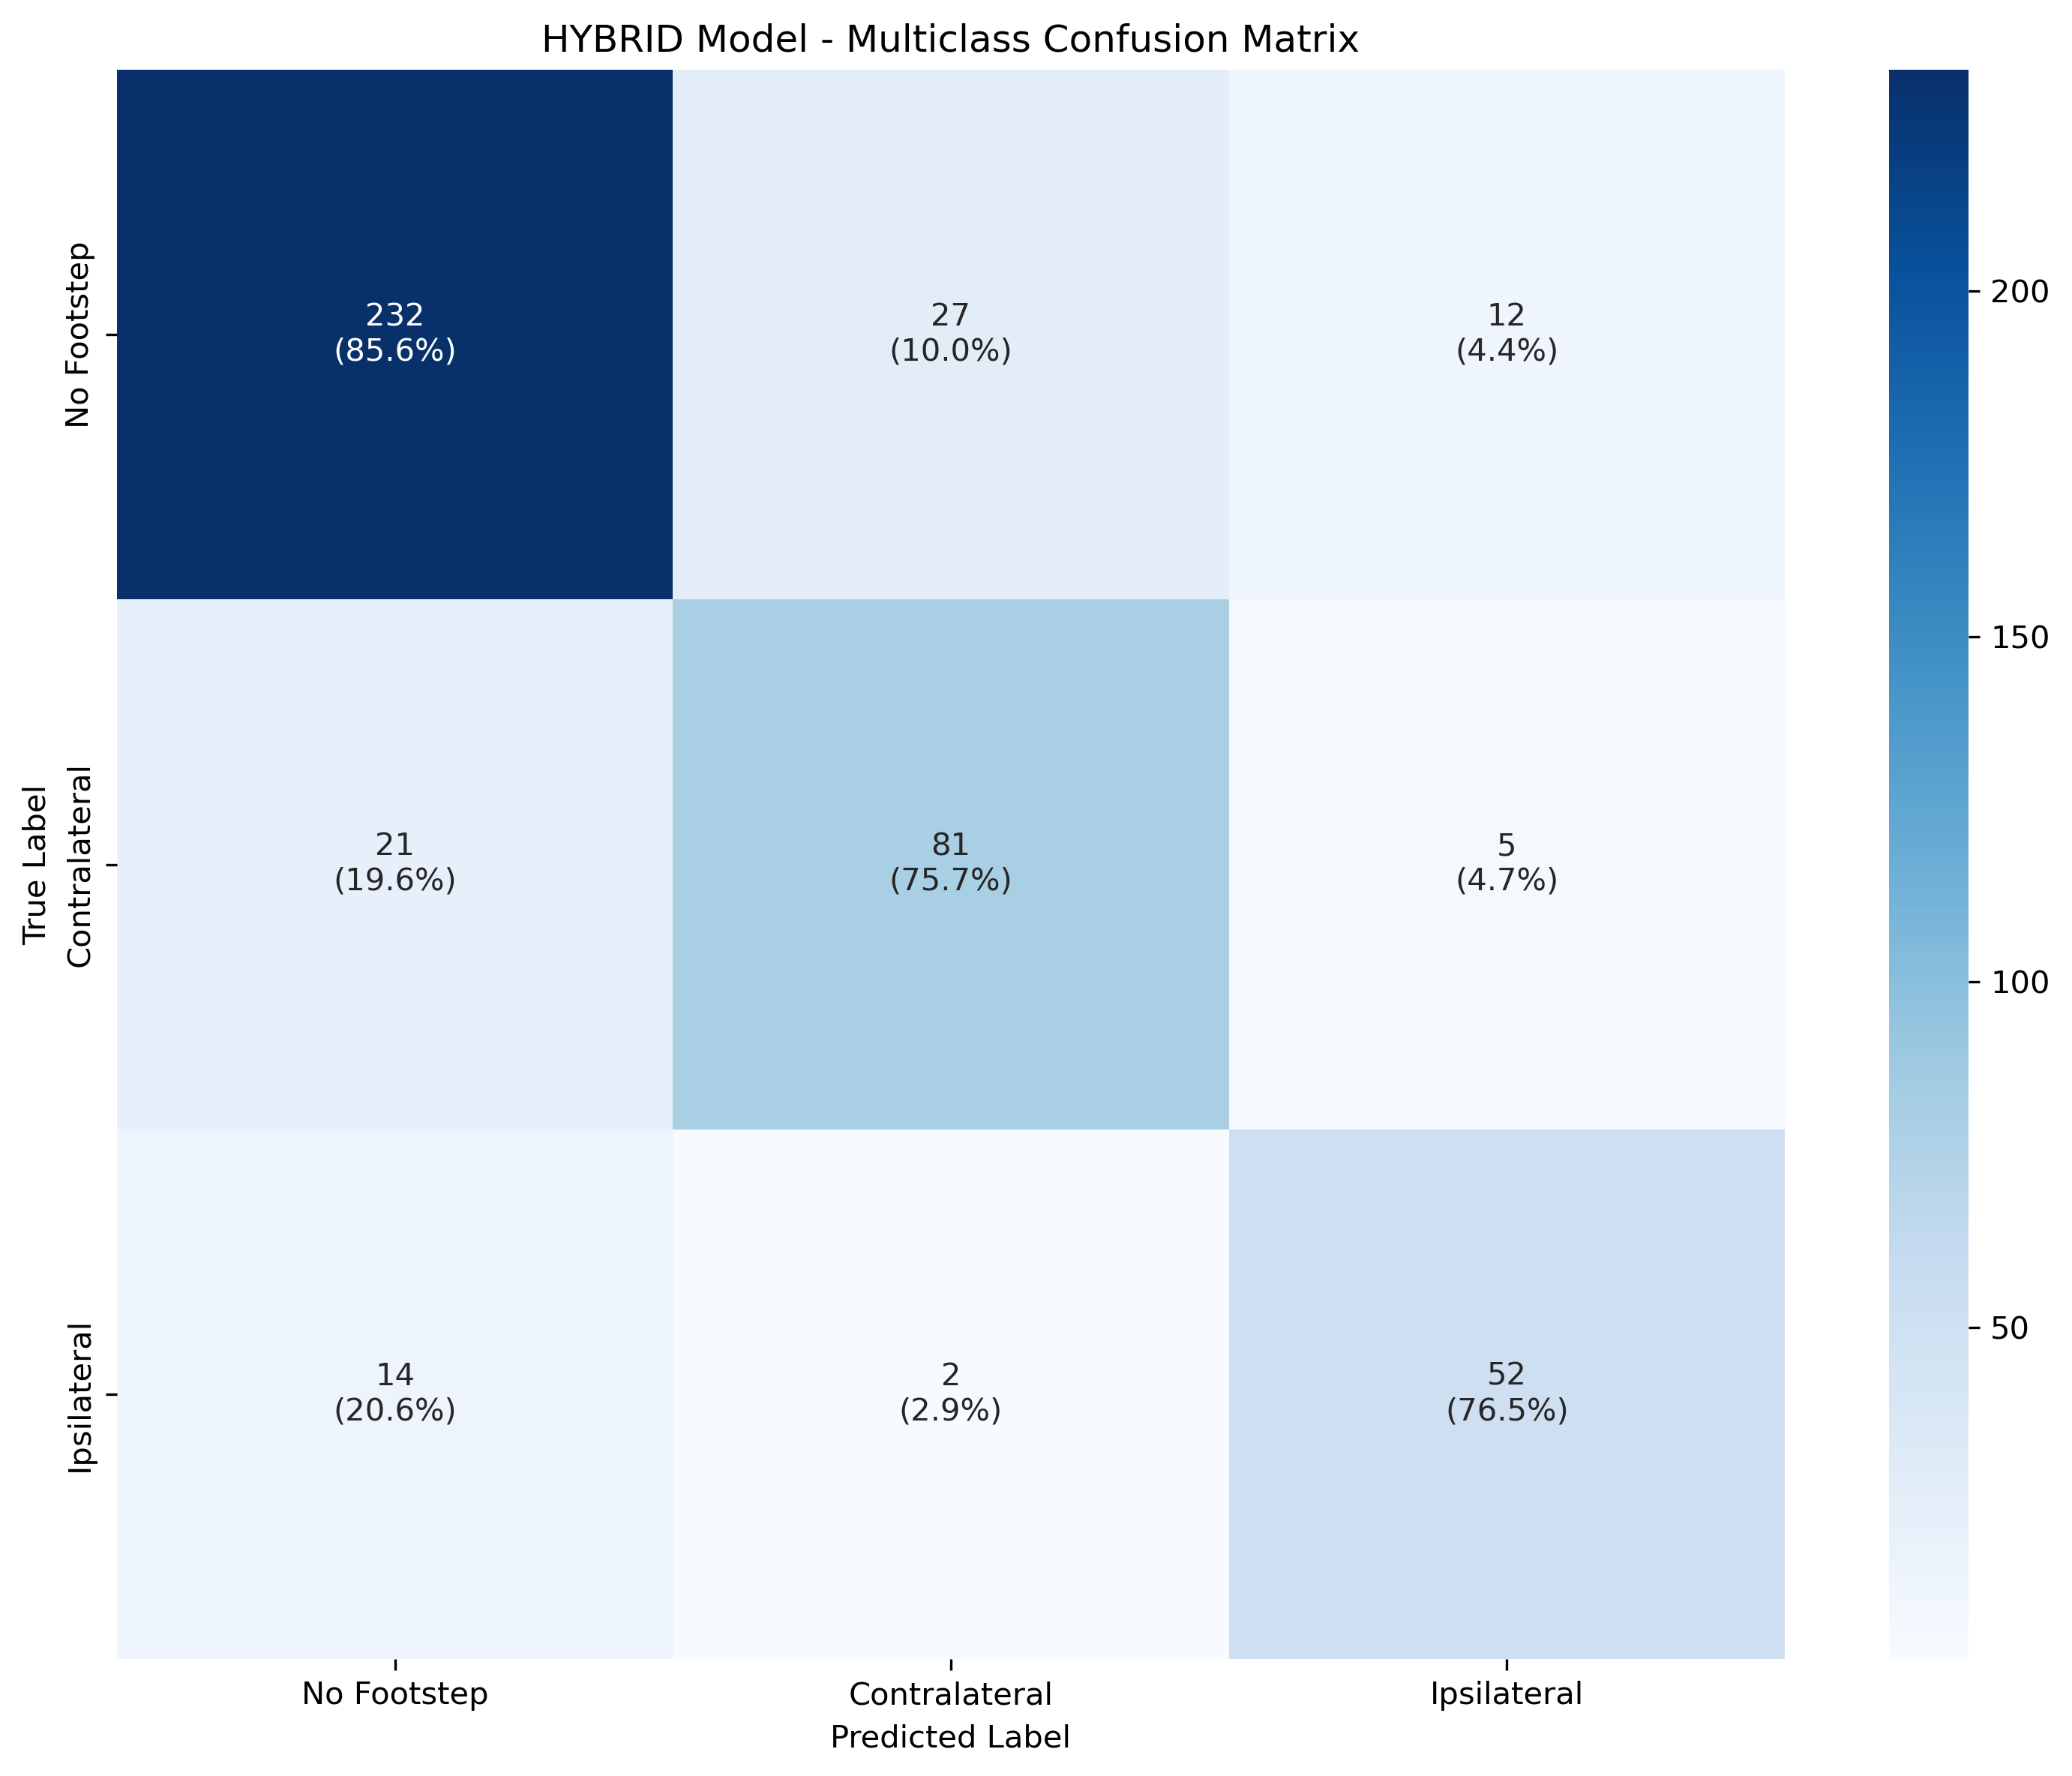 HYBRID Model - Multiclass Confusion Matrix
True Label
No Footstep
Contralateral
Ipsilateral
232
(85.6%)
27
(10.0%)
12
(4.4%)
21
(19.6%)
81
(75.7%)
5
(4.7%)
14
(20.6%)
2
(2.9%)
52
(76.5%)
No Footstep
Contralateral
Ipsilateral
Predicted Label
200
150
100
50